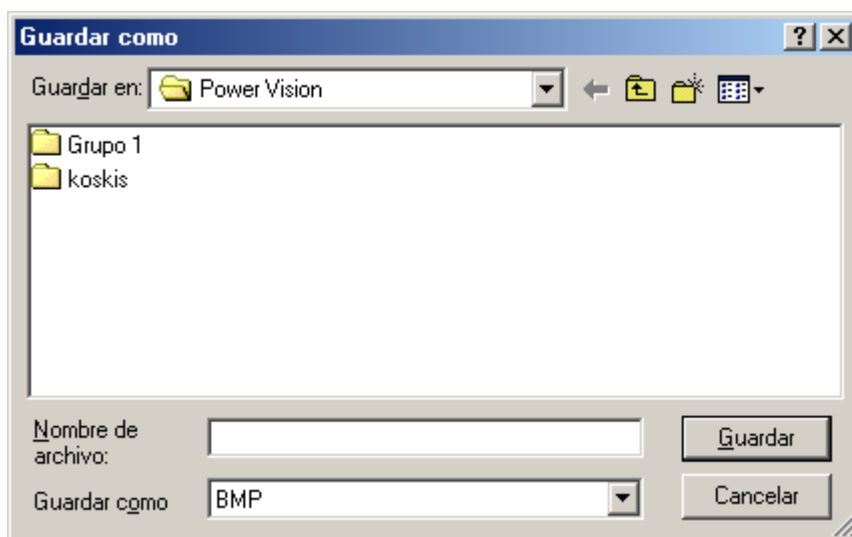 Guardar como
Guardar en: Power Vision
Grupo 1
koskis
Nombre de
archivo:
Guardar
Guardar como BMP
Cancelar